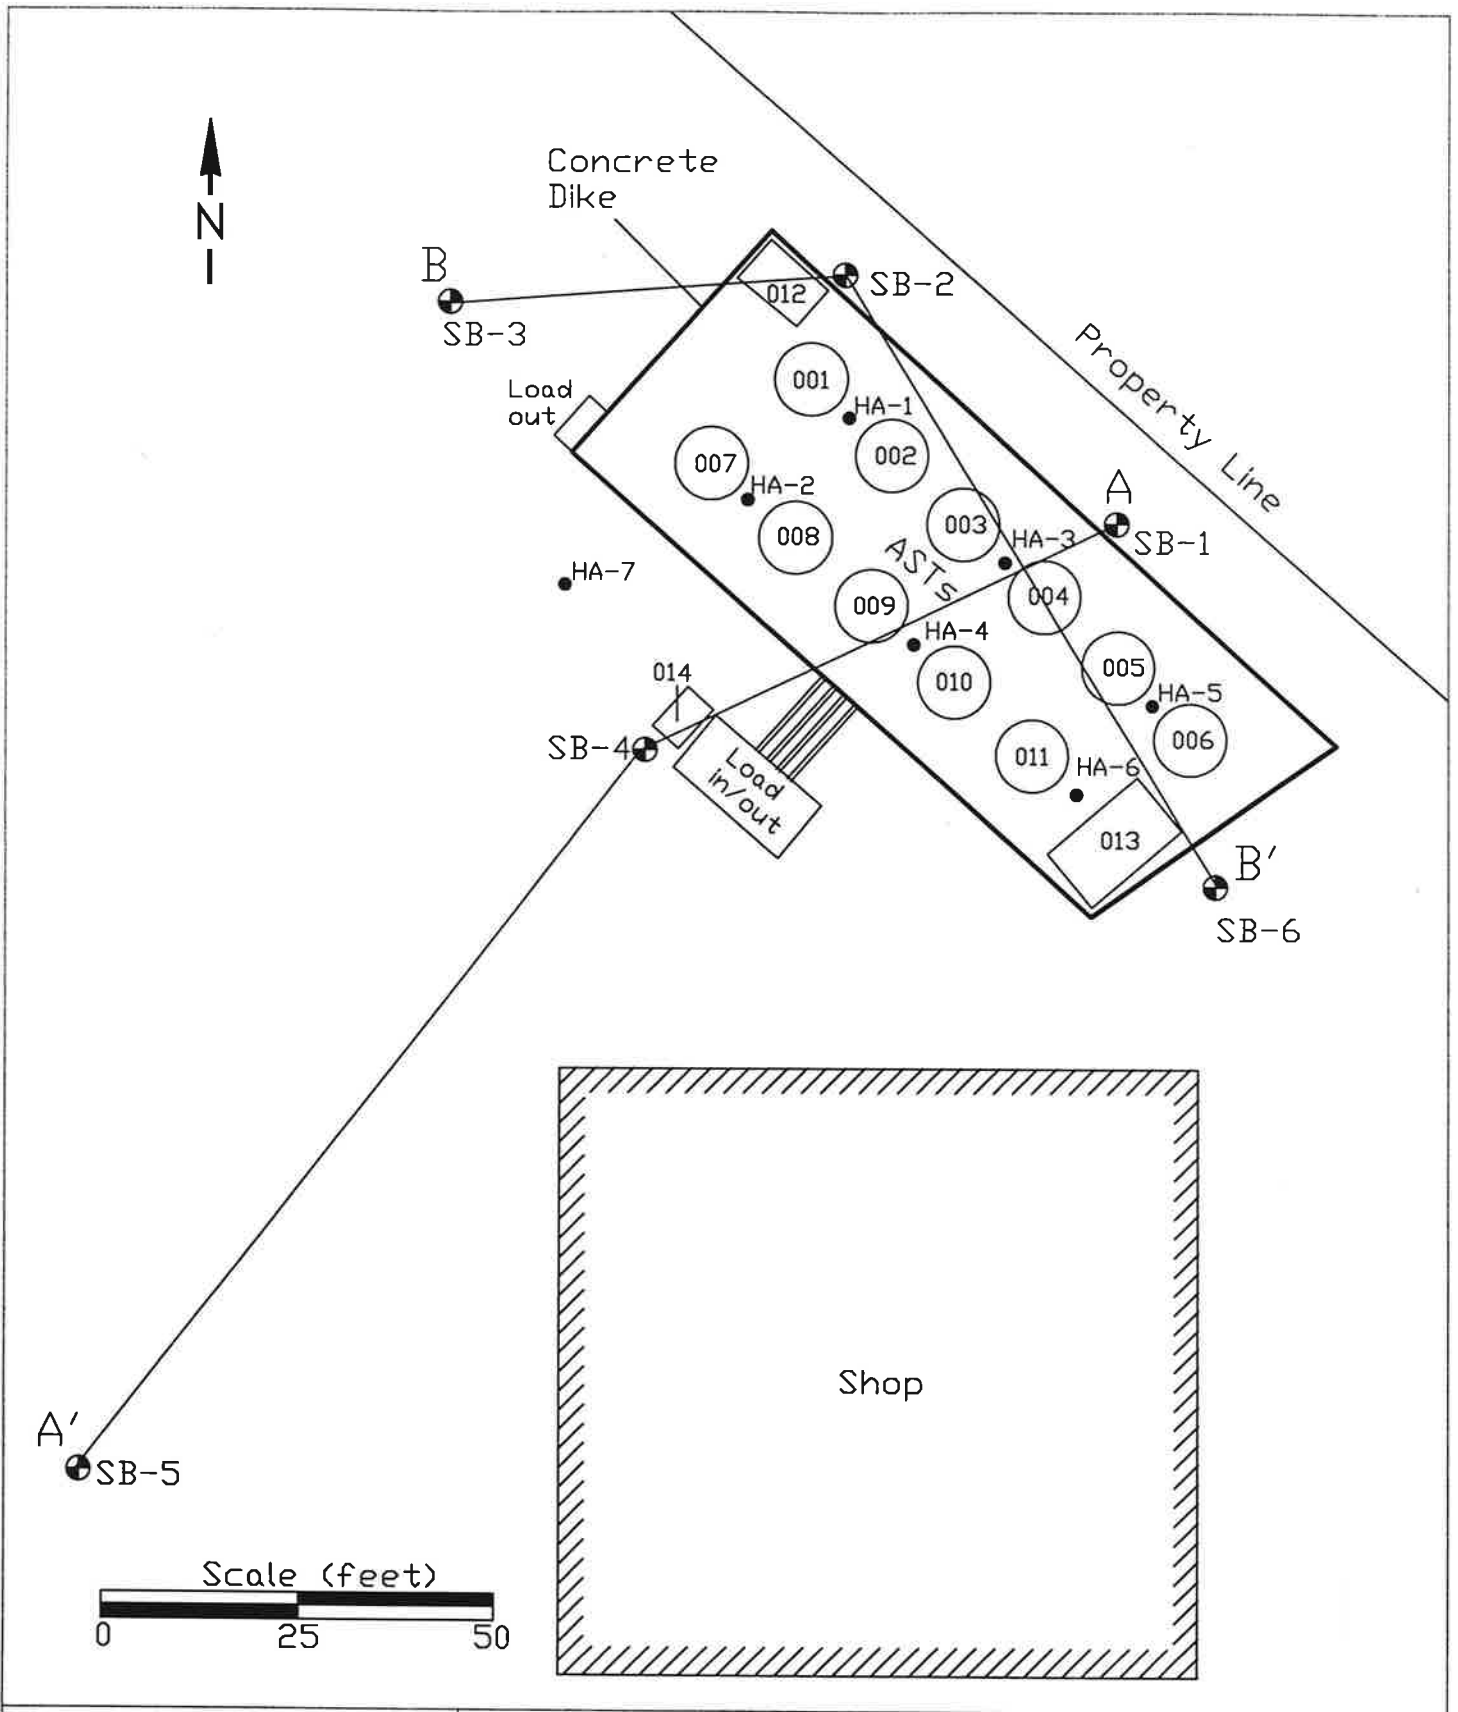 Concrete
Dike
N
B
SB-3
012
SB-2
Property Line
Load
out
001
HA-1
002
007
HA-2
008
003
HA-3
A
SB-1
ASTs
004
HA-7
009
HA-4
010
005
HA-5
006
014
SB-4
Load
in/out
011
HA-6
013
B'
SB-6
Shop
A'
SB-5
Scale (feet)
0 25 50